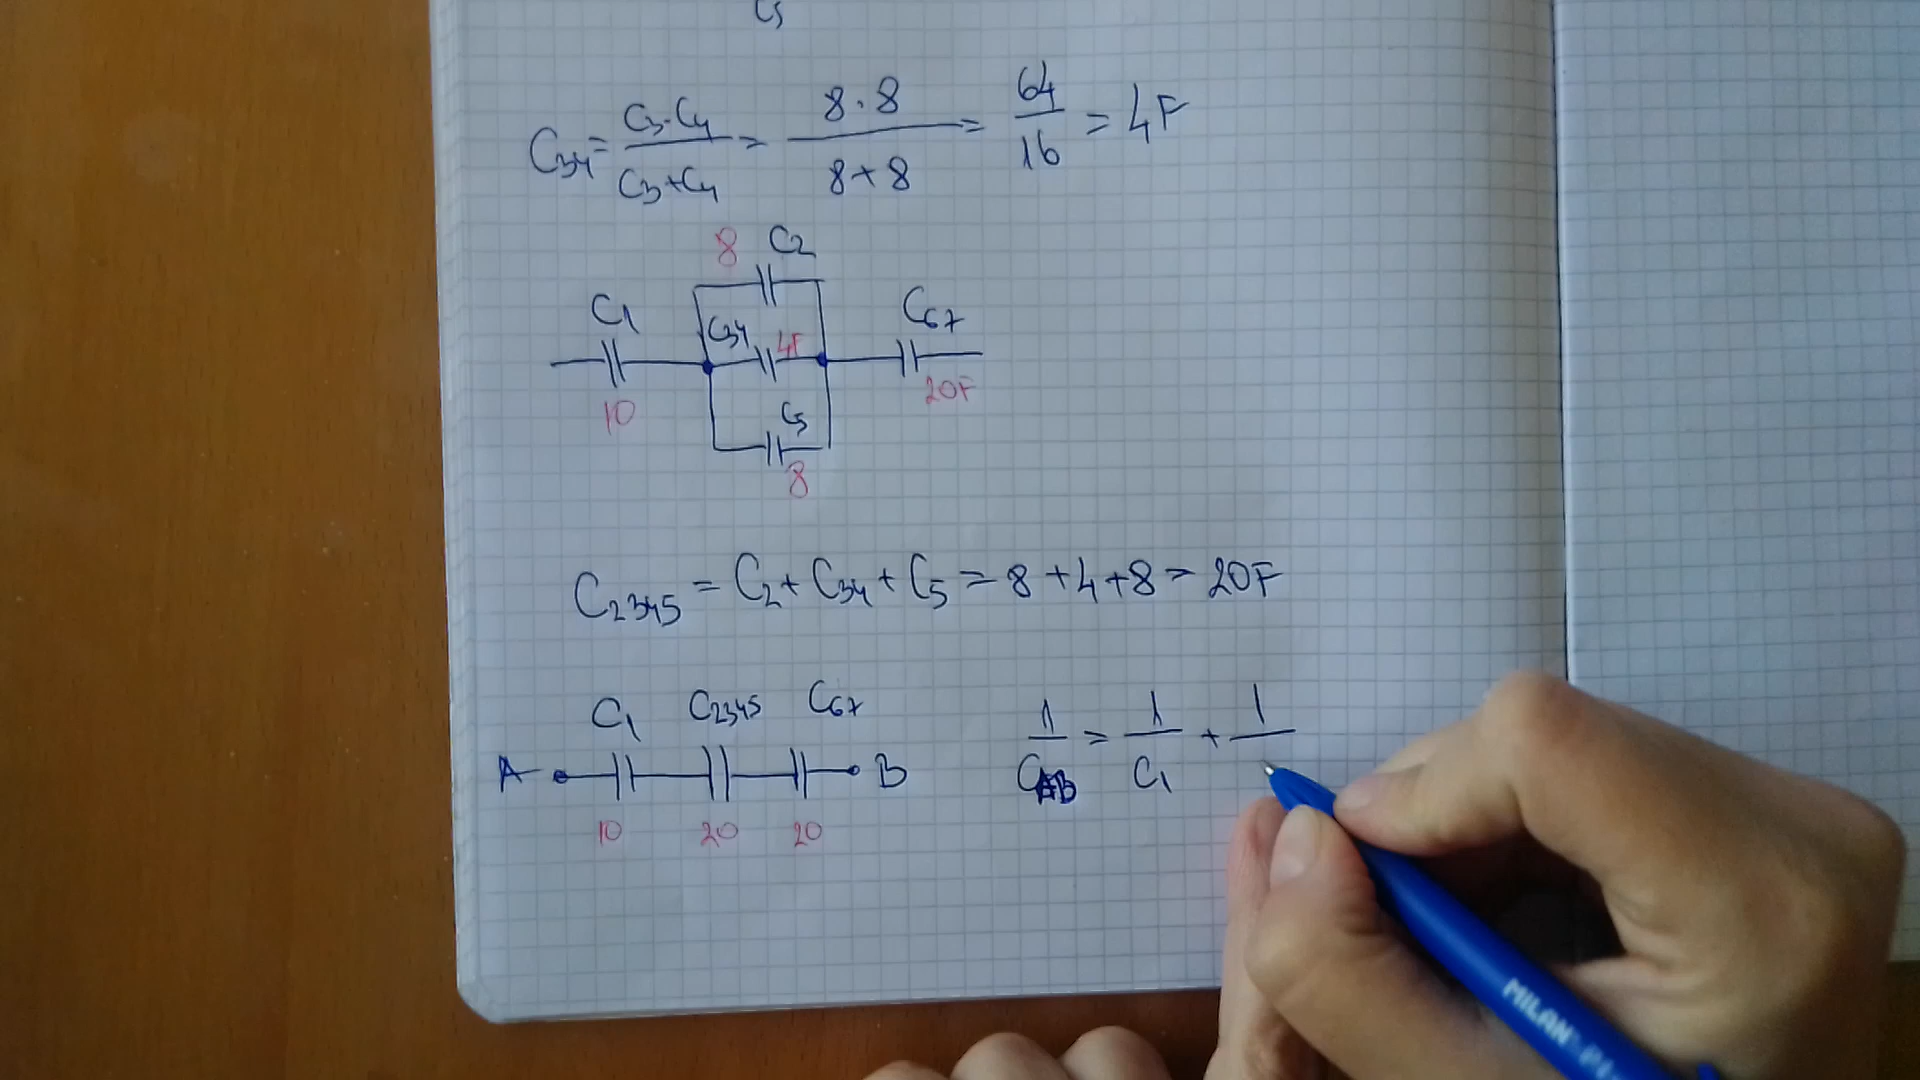 C₃₄ = C₃·C₄ / C₃+C₄ = 8·8 / 8+8 = 64/16 = 4F
8 C₂
C₁ C₃₄ 4F C₆₇
10 20F
C₅
8
C₂₃₄₅ = C₂ + C₃₄ + C₅ = 8 + 4 + 8 = 20F
C₁ C₂₃₄₅ C₆₇
A B
10 20 20
1/C_AB = 1/C₁ + 1/
MILAN